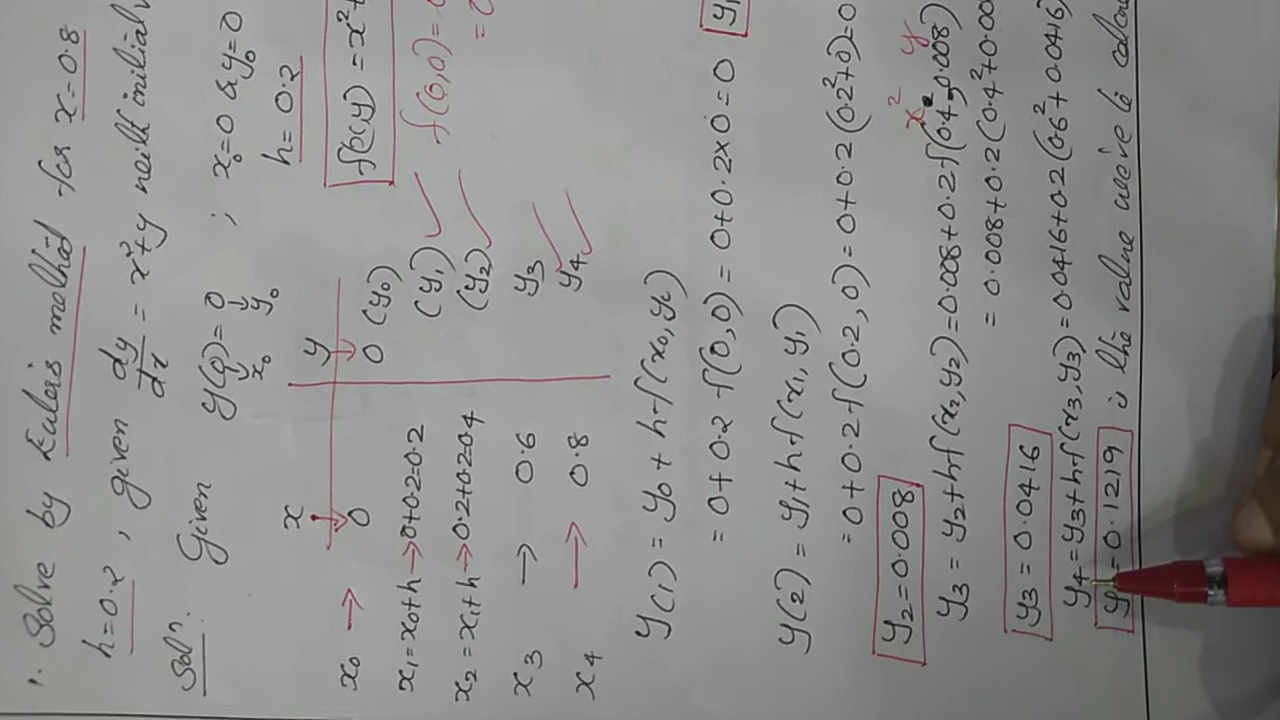 1. Solve by Euler's method for x=0.8
h=0.2, given dy/dx = x²+y with initial
Soln. Given y(0)=0 ; x₀=0 & y₀=0
x₀ y₀ h=0.2
x y f(x,y) = x²+
x₀ → 0 0 (y₀) f(0,0)=
x₁=x₀+h→0+0.2=0.2 (y₁) =
x₂=x₁+h→0.2+0.2=0.4 (y₂)
x₃ → 0.6 y₃
x₄ → 0.8 y₄
y(1) = y₀ + h f(x₀, y₀)
= 0+0.2 f(0,0) = 0+0.2×0=0 y₁
y(2) = y₁+h f(x₁, y₁)
= 0+0.2 f(0.2, 0) = 0+0.2(0.2²+0)=0
y₂=0.008 x² y
y₃ = y₂+h f(x₂, y₂)=0.008+0.2 f(0.4, 0.008)
= 0.008+0.2(0.4²+0.00
y₃ = 0.0416
y₄=y₃+h f(x₃, y₃)=0.0416+0.2(0.6²+0.0416)
=0.1219 is the value